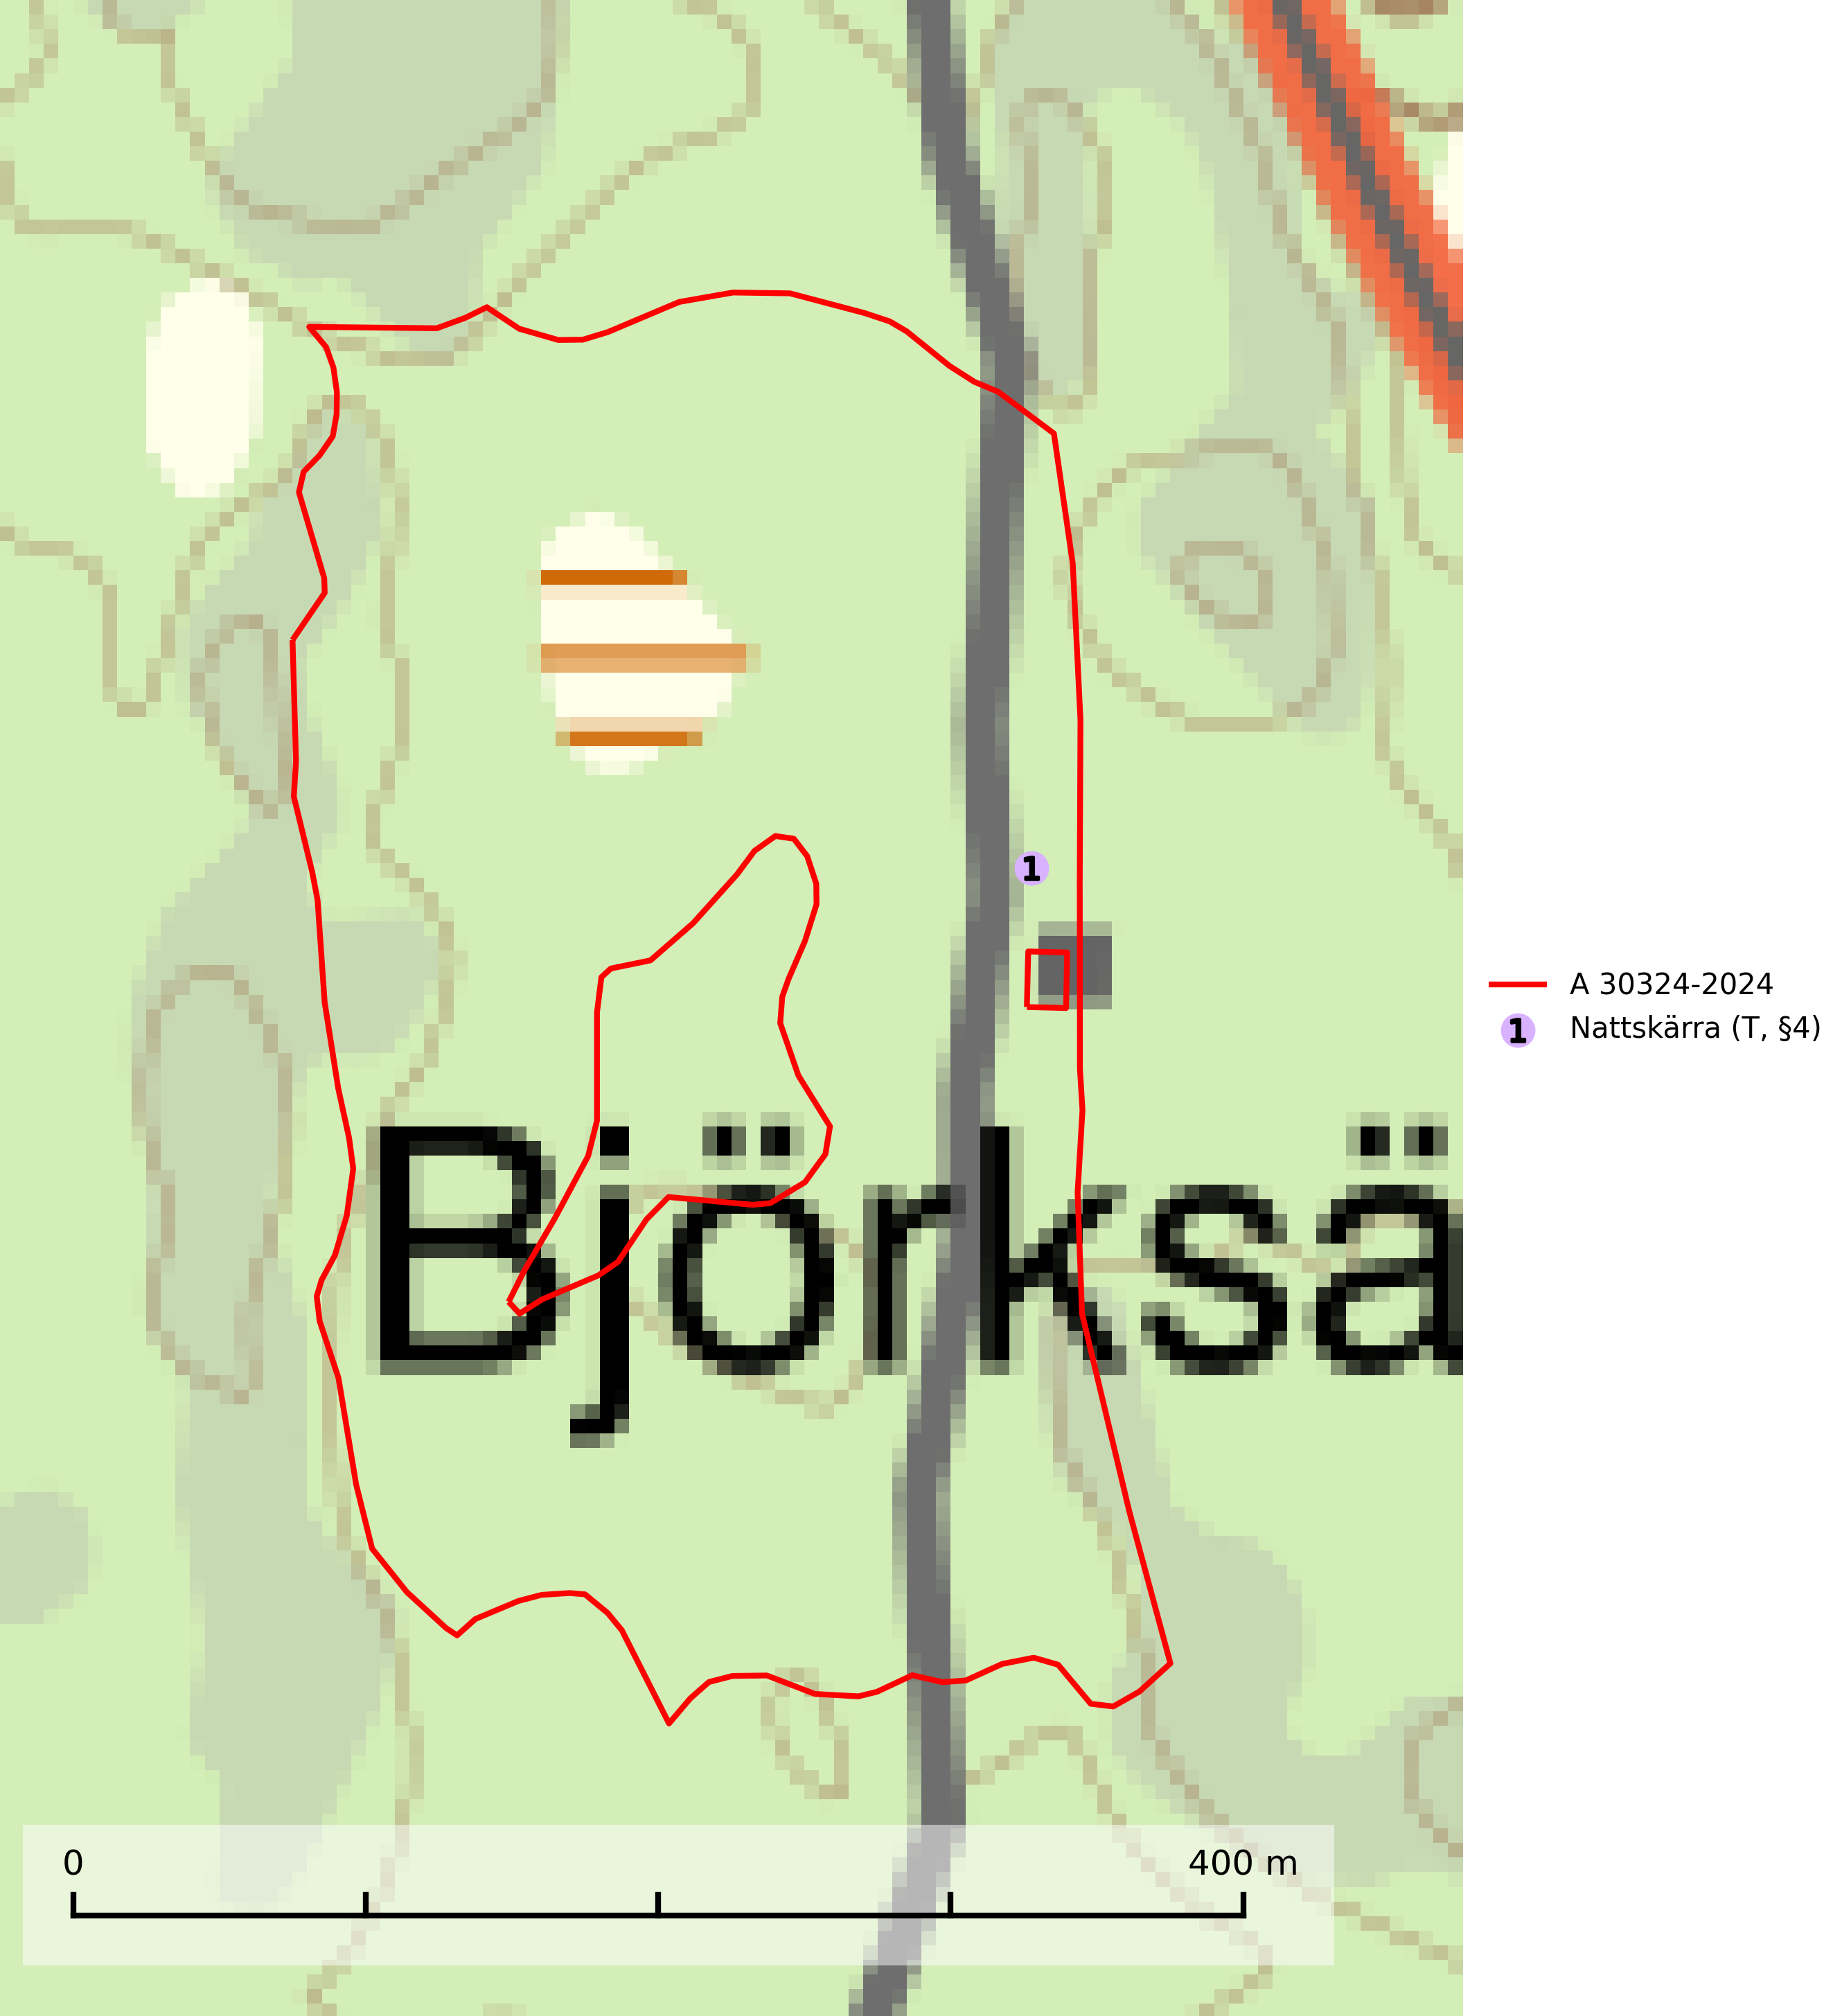 1
A 30324-2024
1 Nattskärra (T, §4)
Björksä
0 400 m